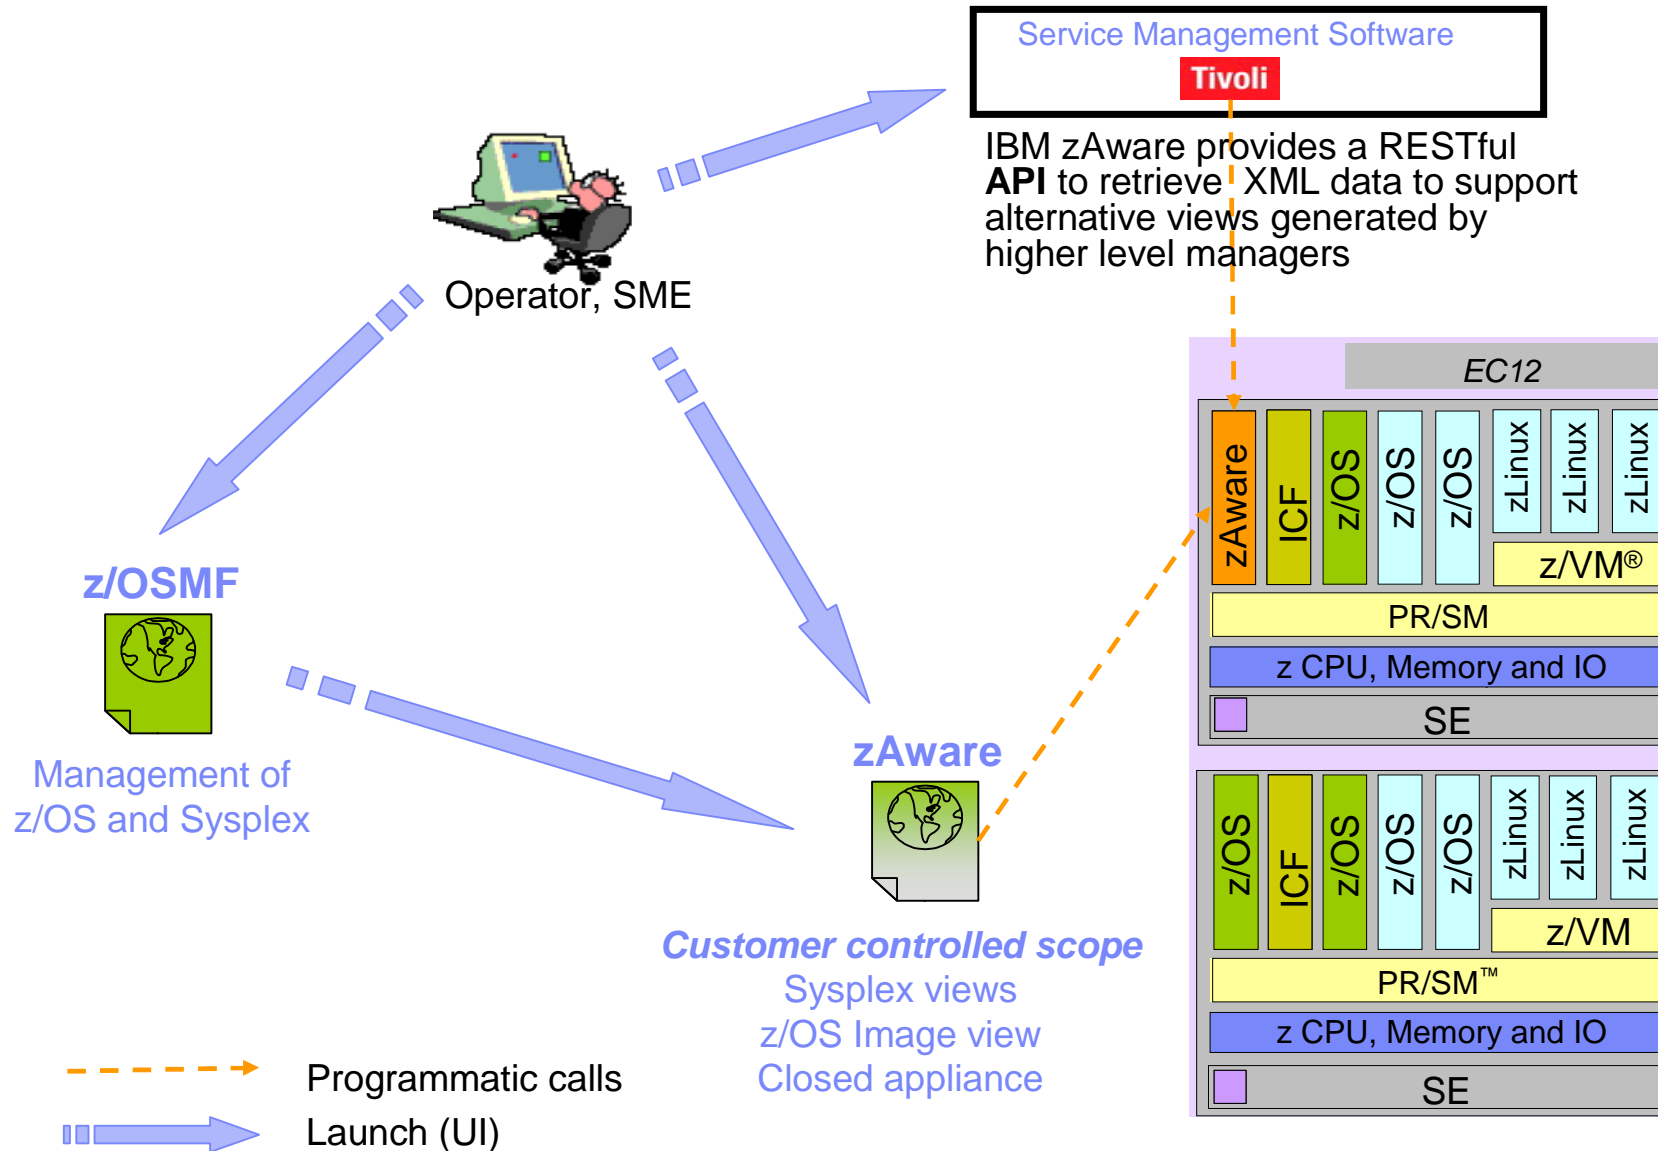 Service Management Software
Tivoli
IBM zAware provides a RESTful
API to retrieve XML data to support
alternative views generated by
higher level managers
Operator, SME
z/OSMF
Management of
z/OS and Sysplex
zAware
Customer controlled scope
Sysplex views
z/OS Image view
Closed appliance
EC12
zAware
ICF
z/OS
z/OS
z/OS
zLinux
zLinux
zLinux
z/VM®
PR/SM
z CPU, Memory and IO
SE
z/OS
ICF
z/OS
z/OS
z/OS
zLinux
zLinux
zLinux
z/VM
PR/SM™
z CPU, Memory and IO
SE
Programmatic calls
Launch (UI)